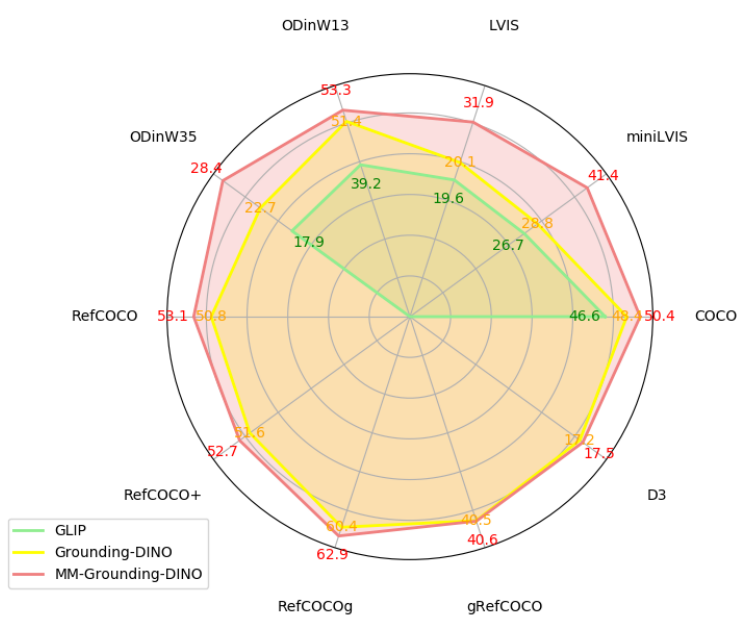 ODinW13
LVIS
53.3
31.9
51.4
ODinW35
miniLVIS
28.4
20.1
41.4
39.2
19.6
22.7
28.8
17.9
26.7
RefCOCO
53.1
50.8
46.6
48.4
50.4
COCO
51.6
52.7
17.2
17.5
RefCOCO+
D3
60.4
40.5
62.9
40.6
GLIP
Grounding-DINO
MM-Grounding-DINO
RefCOCOg
gRefCOCO